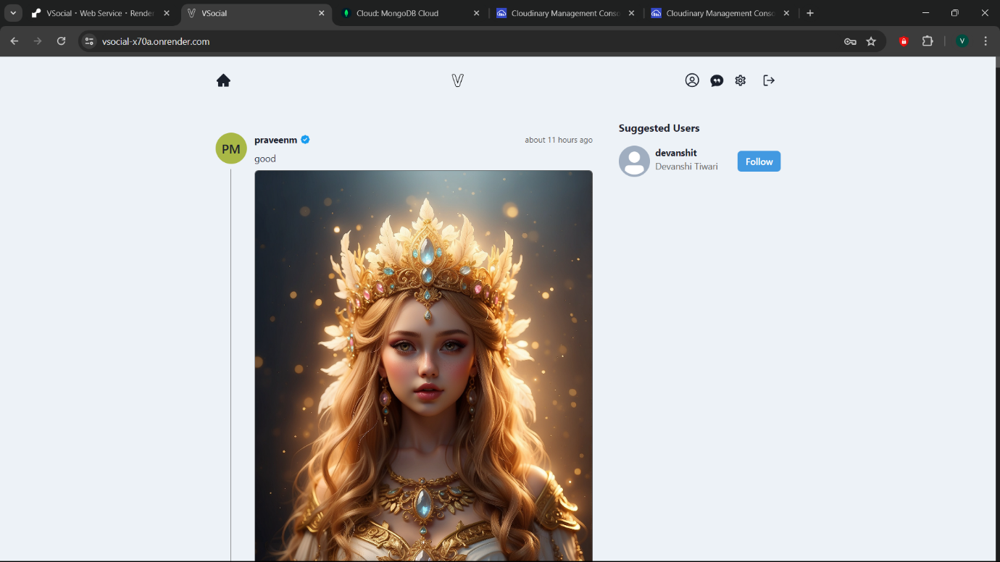 VSocial · Web Service · Render
VSocial
Cloud: MongoDB Cloud
Cloudinary Management Conso
Cloudinary Management Conso
vsocial-x70a.onrender.com
V
V
Suggested Users
PM
praveenm
about 11 hours ago
good
devanshit
Devanshi Tiwari
Follow